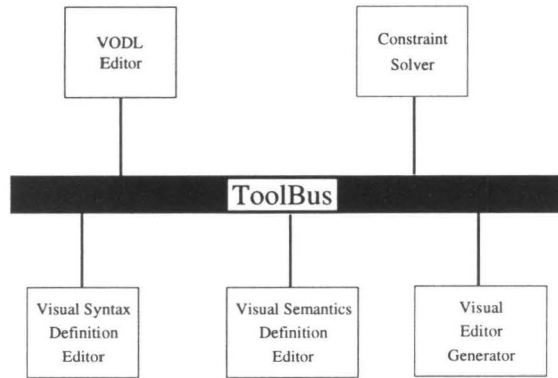 VODL
Editor
Constraint
Solver
ToolBus
Visual Syntax
Definition
Editor
Visual Semantics
Definition
Editor
Visual
Editor
Generator